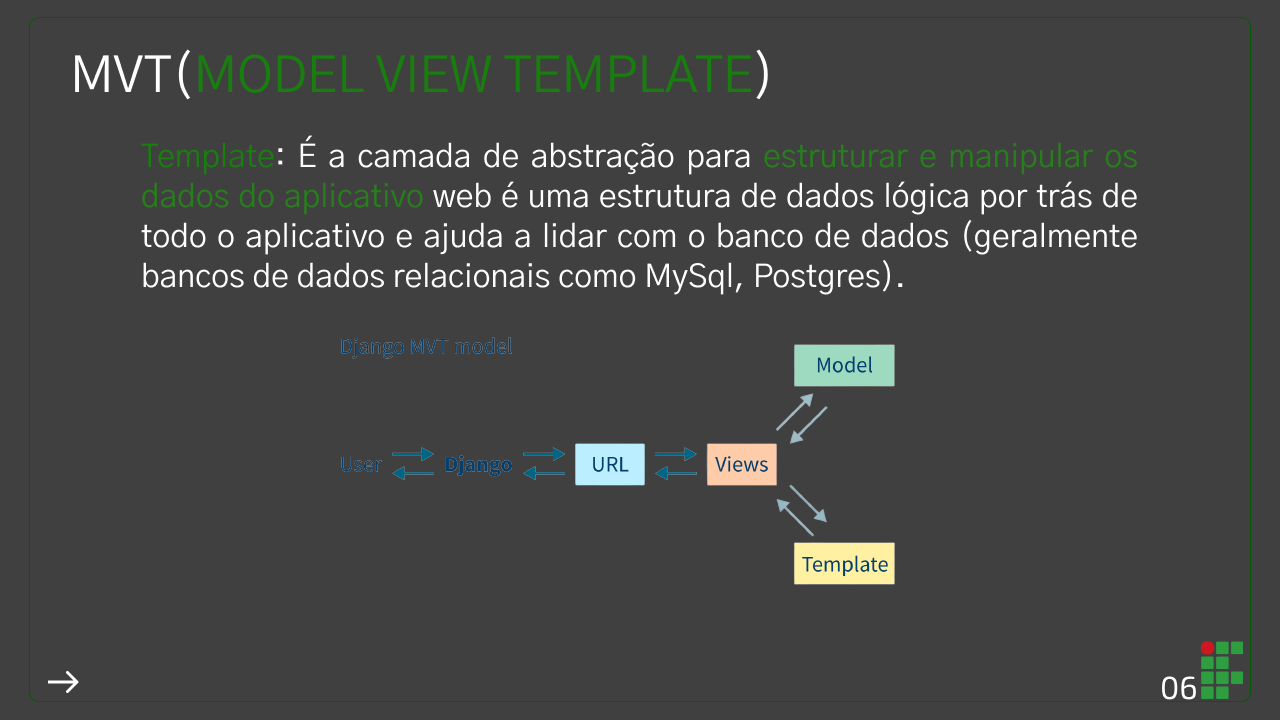 MVT(MODEL VIEW TEMPLATE)
Template: É a camada de abstração para estruturar e manipular os
dados do aplicativo web é uma estrutura de dados lógica por trás de
todo o aplicativo e ajuda a lidar com o banco de dados (geralmente
bancos de dados relacionais como MySql, Postgres).
Django MVT model
Model
User Django URL Views
Template
06